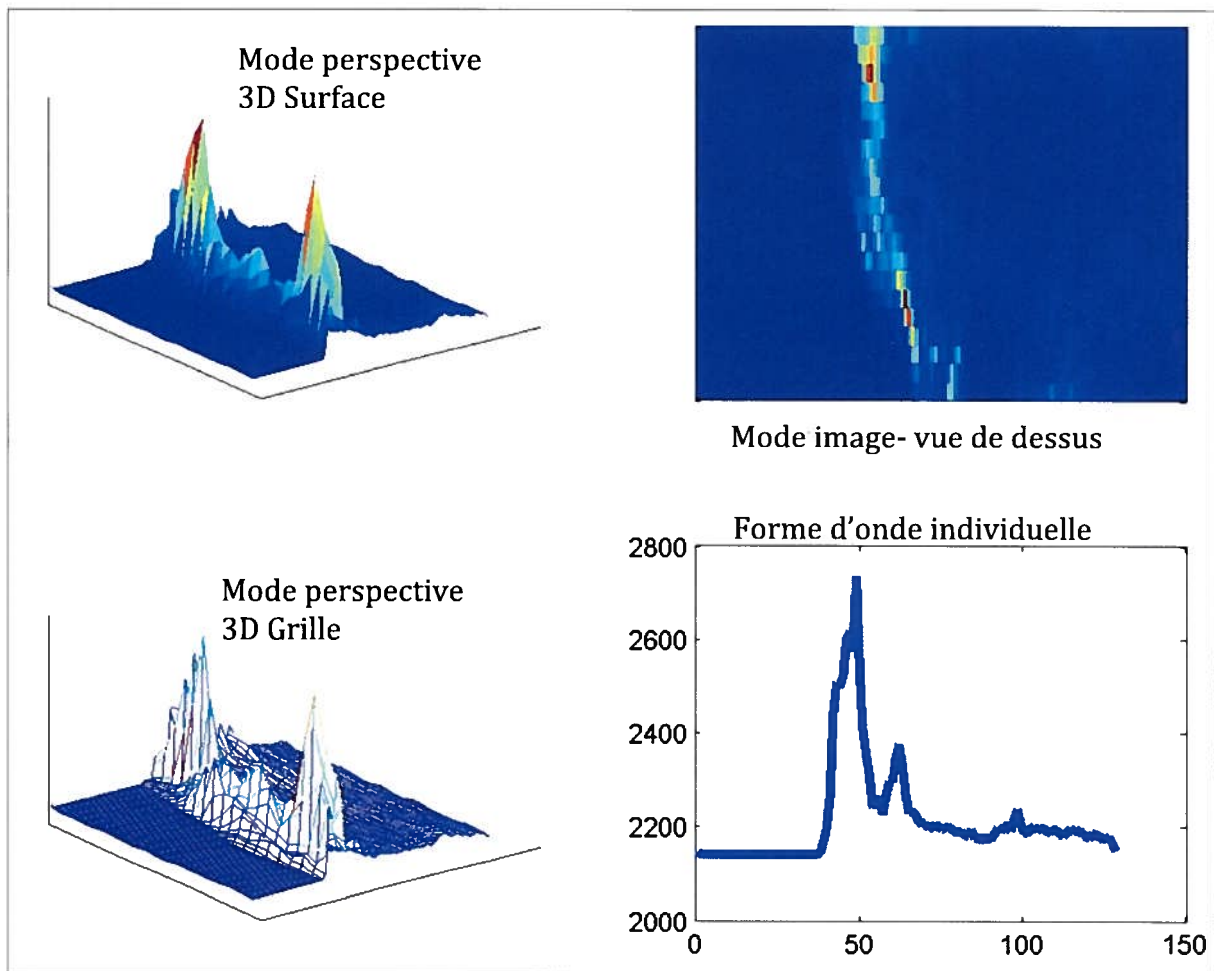 Mode perspective
3D Surface
Mode image- vue de dessus
Mode perspective
3D Grille
Forme d'onde individuelle
2800
2600
2400
2200
2000
0
50
100
150